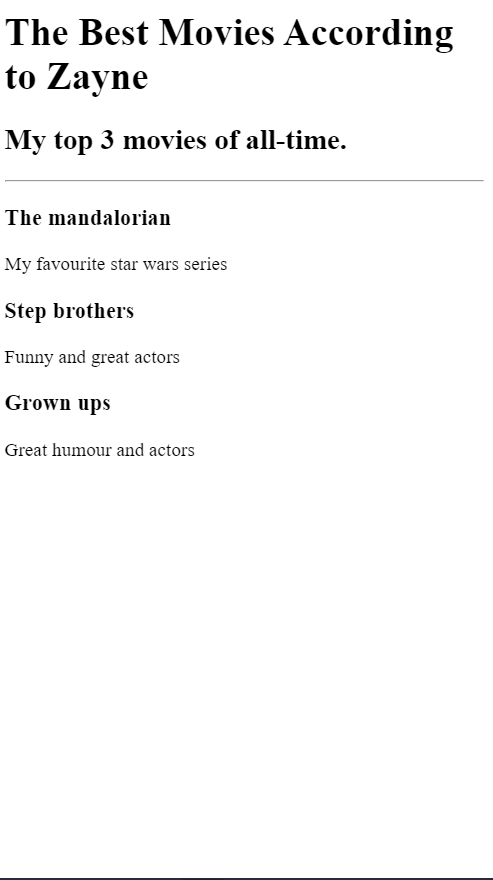 The Best Movies According
to Zayne
My top 3 movies of all-time.
The mandalorian
My favourite star wars series
Step brothers
Funny and great actors
Grown ups
Great humour and actors